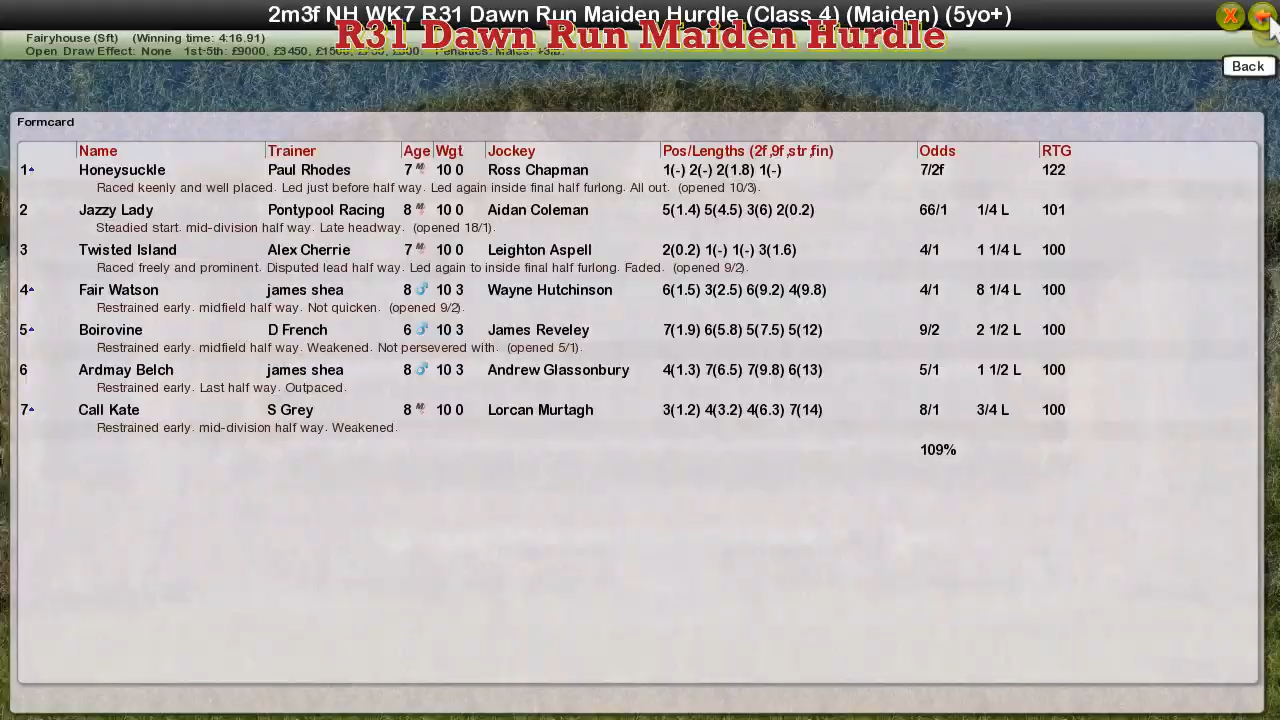 2m3f NH WK7 R31 Dawn Run Maiden Hurdle (Class 4) (Maiden) (5yo+)
R31 Dawn Run Maiden Hurdle
Fairyhouse (Sft) (Winning time: 4:16.91)
Open Draw Effect: None 1st-5th: £9000, £3450, Penalties: Males: +3lb.
X
Back
Formcard
Name Trainer Age Wgt Jockey Pos/Lengths (2f,9f,str,fin) Odds RTG
1 Honeysuckle Paul Rhodes 7 10 0 Ross Chapman 1(-) 2(-) 2(1.8) 1(-) 7/2f 122
Raced keenly and well placed. Led just before half way. Led again inside final half furlong. All out. (opened 10/3).
2 Jazzy Lady Pontypool Racing 8 10 0 Aidan Coleman 5(1.4) 5(4.5) 3(6) 2(0.2) 66/1 1/4 L 101
Steadied start. mid-division half way. Late headway. (opened 18/1).
3 Twisted Island Alex Cherrie 7 10 0 Leighton Aspell 2(0.2) 1(-) 1(-) 3(1.6) 4/1 1 1/4 L 100
Raced freely and prominent. Disputed lead half way. Led again to inside final half furlong. Faded. (opened 9/2).
4 Fair Watson james shea 8 10 3 Wayne Hutchinson 6(1.5) 3(2.5) 6(9.2) 4(9.8) 4/1 8 1/4 L 100
Restrained early. midfield half way. Not quicken. (opened 9/2).
5 Boirovine D French 6 10 3 James Reveley 7(1.9) 6(5.8) 5(7.5) 5(12) 9/2 2 1/2 L 100
Restrained early. midfield half way. Weakened. Not persevered with. (opened 5/1).
6 Ardmay Belch james shea 8 10 3 Andrew Glassonbury 4(1.3) 7(6.5) 7(9.8) 6(13) 5/1 1 1/2 L 100
Restrained early. Last half way. Outpaced.
7 Call Kate S Grey 8 10 0 Lorcan Murtagh 3(1.2) 4(3.2) 4(6.3) 7(14) 8/1 3/4 L 100
Restrained early. mid-division half way. Weakened.
109%